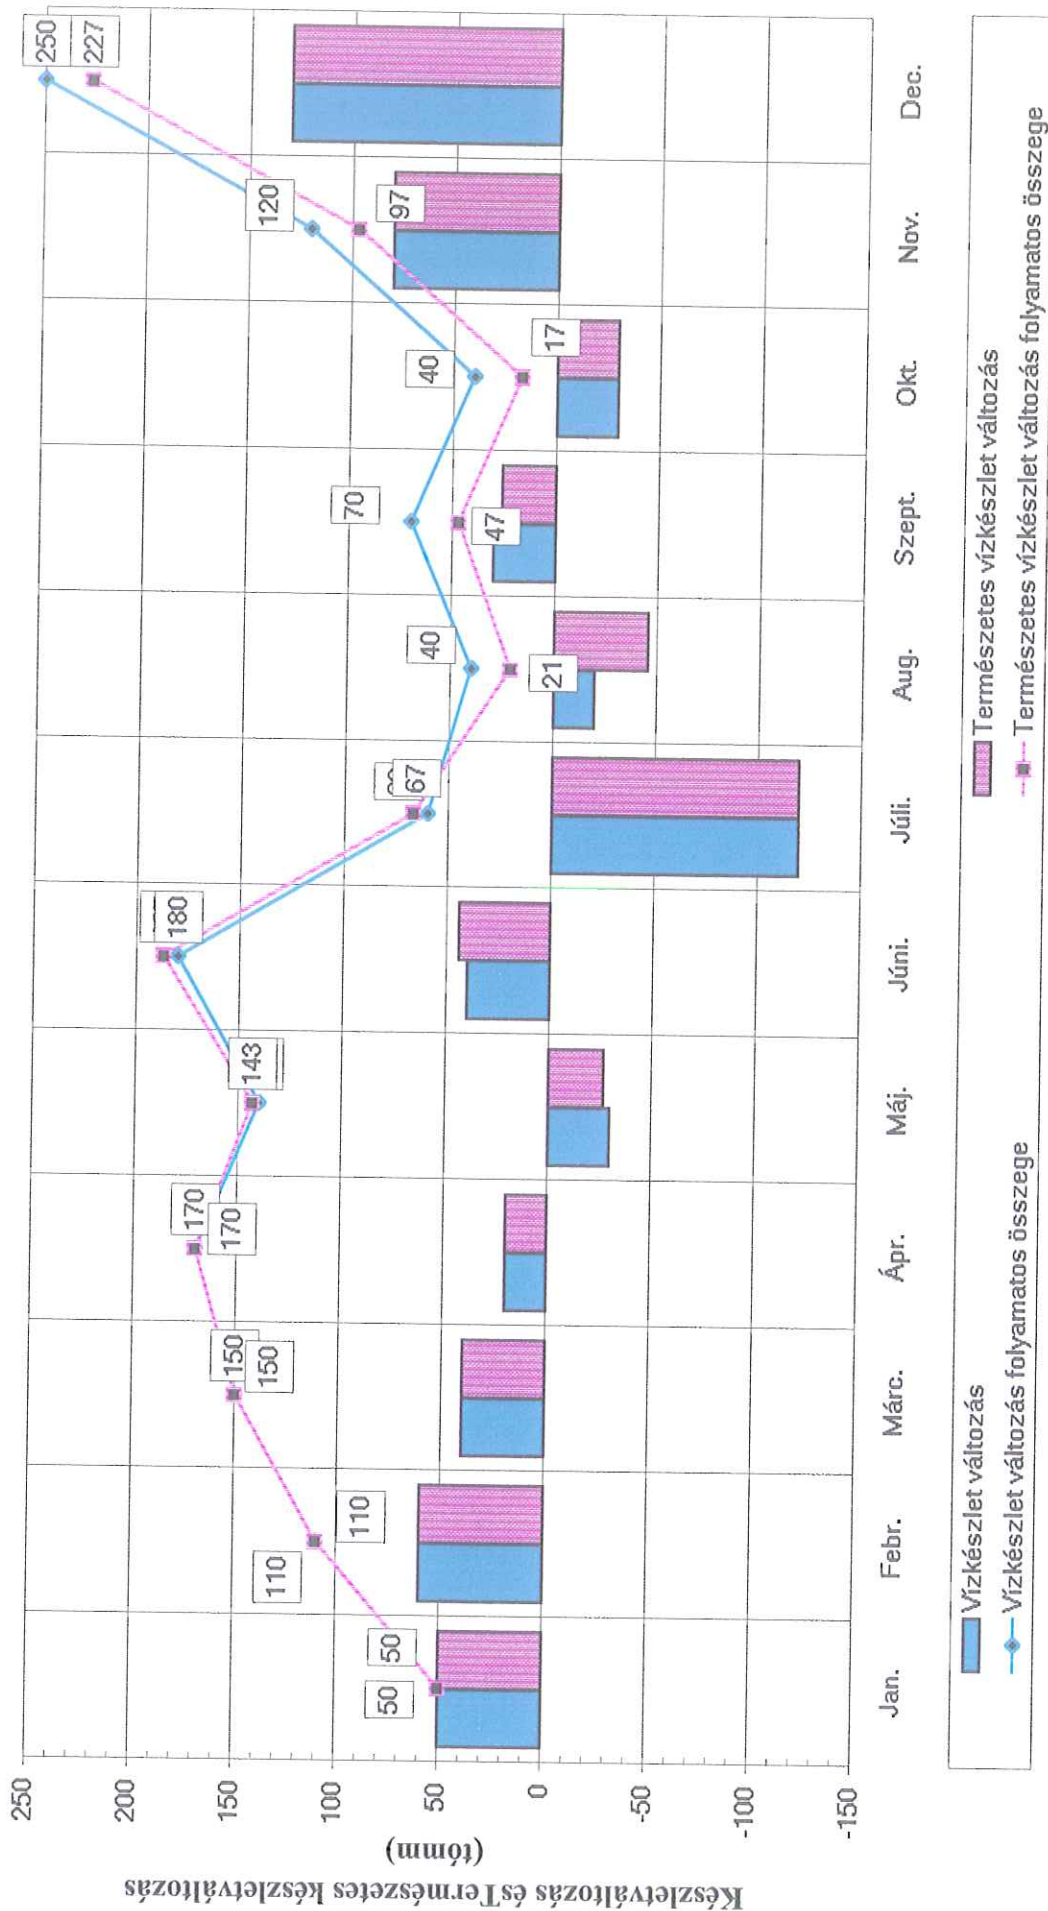 Készletváltozás ésTermészetes készletváltozás
(tómm)
250
200
150
100
50
0
-50
-100
-150
50
50
110
110
150
150
170
170
143
180
67
40
21
70
47
40
17
120
97
250
227
Jan.
Febr.
Márc.
Ápr.
Máj.
Júni.
Júli.
Aug.
Szept.
Okt.
Nov.
Dec.
Vízkészlet változás
Természetes vízkészlet változás
Vízkészlet változás folyamatos összege
Természetes vízkészlet változás folyamatos összege